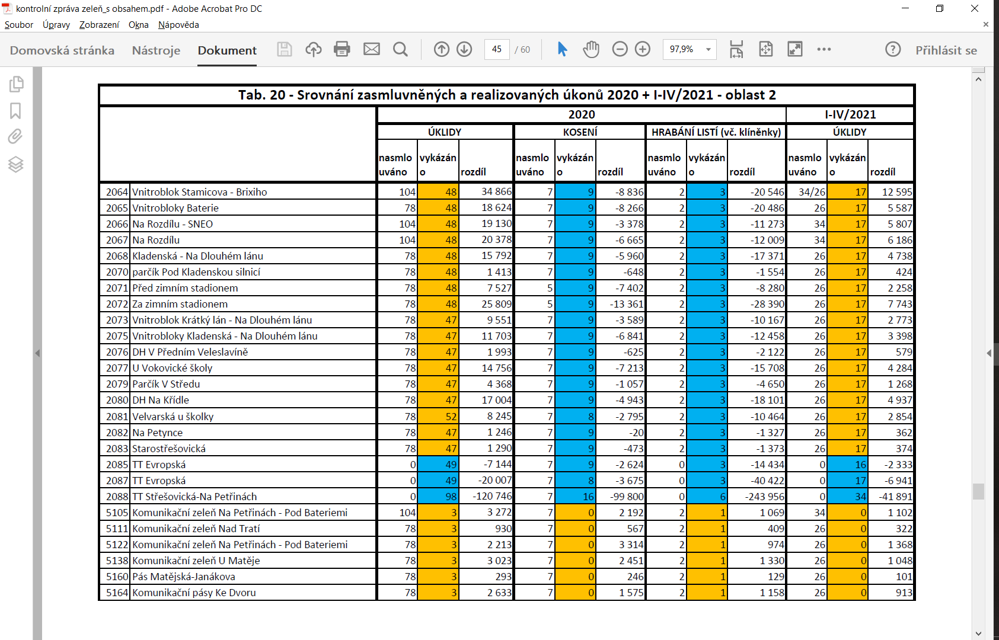 kontrolní zpráva zeleň_s obsahem.pdf - Adobe Acrobat Pro DC
Soubor Úpravy Zobrazení Okna Nápověda
Domovská stránka Nástroje Dokument 45 / 60 97,9% Přihlásit se
Tab. 20 - Srovnání zasmluvněných a realizovaných úkonů 2020 + I-IV/2021 - oblast 2
2020 I-IV/2021
ÚKLIDY KOSENÍ HRABÁNÍ LISTÍ (vč. klíněnky) ÚKLIDY
nasmlo vykázán nasmlo vykázán nasmlo vykázán nasmlo vykázán
uváno o rozdíl uváno o rozdíl uváno o rozdíl uváno o rozdíl
2064 Vnitroblok Stamicova - Brixiho 104 48 34 866 7 9 -8 836 2 3 -20 546 34/26 17 12 595
2065 Vnitrobloky Baterie 78 48 18 624 7 9 -8 266 2 3 -20 486 26 17 5 587
2066 Na Rozdílu - SNEO 104 48 19 130 7 9 -3 378 2 3 -11 273 34 17 5 807
2067 Na Rozdílu 104 48 20 378 7 9 -6 665 2 3 -12 009 34 17 6 186
2068 Kladenská - Na Dlouhém lánu 78 48 15 792 7 9 -5 960 2 3 -17 371 26 17 4 738
2070 parčík Pod Kladenskou silnicí 78 48 1 413 7 9 -648 2 3 -1 554 26 17 424
2071 Před zimním stadionem 78 48 7 527 5 9 -7 402 2 3 -8 280 26 17 2 258
2072 Za zimním stadionem 78 48 25 809 5 9 -13 361 2 3 -28 390 26 17 7 743
2073 Vnitroblok Krátký lán - Na Dlouhém lánu 78 47 9 551 7 9 -3 589 2 3 -10 167 26 17 2 773
2075 Vnitrobloky Kladenská - Na Dlouhém lánu 78 47 11 703 7 9 -6 841 2 3 -12 458 26 17 3 398
2076 DH V Předním Veleslavíně 78 47 1 993 7 9 -625 2 3 -2 122 26 17 579
2077 U Vokovické školy 78 47 14 756 7 9 -7 213 2 3 -15 708 26 17 4 284
2079 Parčík V Středu 78 47 4 368 7 9 -1 057 2 3 -4 650 26 17 1 268
2080 DH Na Křídle 78 47 17 004 7 9 -4 943 2 3 -18 101 26 17 4 937
2081 Velvarská u školky 78 52 8 245 7 8 -2 795 2 3 -10 464 26 17 2 854
2082 Na Petynce 78 47 1 246 7 9 -20 2 3 -1 327 26 17 362
2083 Starostřešovická 78 47 1 290 7 9 -473 2 3 -1 373 26 17 374
2085 TT Evropská 0 49 -7 144 7 9 -2 624 0 3 -14 434 0 16 -2 333
2087 TT Evropská 0 49 -20 007 7 8 -3 675 0 3 -40 422 0 17 -6 941
2088 TT Střešovická-Na Petřinách 0 98 -120 746 7 16 -99 800 0 6 -243 956 0 34 -41 891
5105 Komunikační zeleň Na Petřinách - Pod Bateriemi 104 3 3 272 7 0 2 192 2 1 1 069 34 0 1 102
5111 Komunikační zeleň Nad Tratí 78 3 930 7 0 567 2 1 409 26 0 322
5122 Komunikační zeleň Na Petřinách - Pod Bateriemi 78 3 2 213 7 0 3 314 2 1 974 26 0 1 368
5138 Komunikační zeleň U Matěje 78 3 3 023 7 0 2 451 2 1 1 330 26 0 1 048
5160 Pás Matějská-Janákova 78 3 293 7 0 246 2 1 129 26 0 101
5164 Komunikační pásy Ke Dvoru 78 3 2 633 7 0 1 575 2 1 1 158 26 0 913